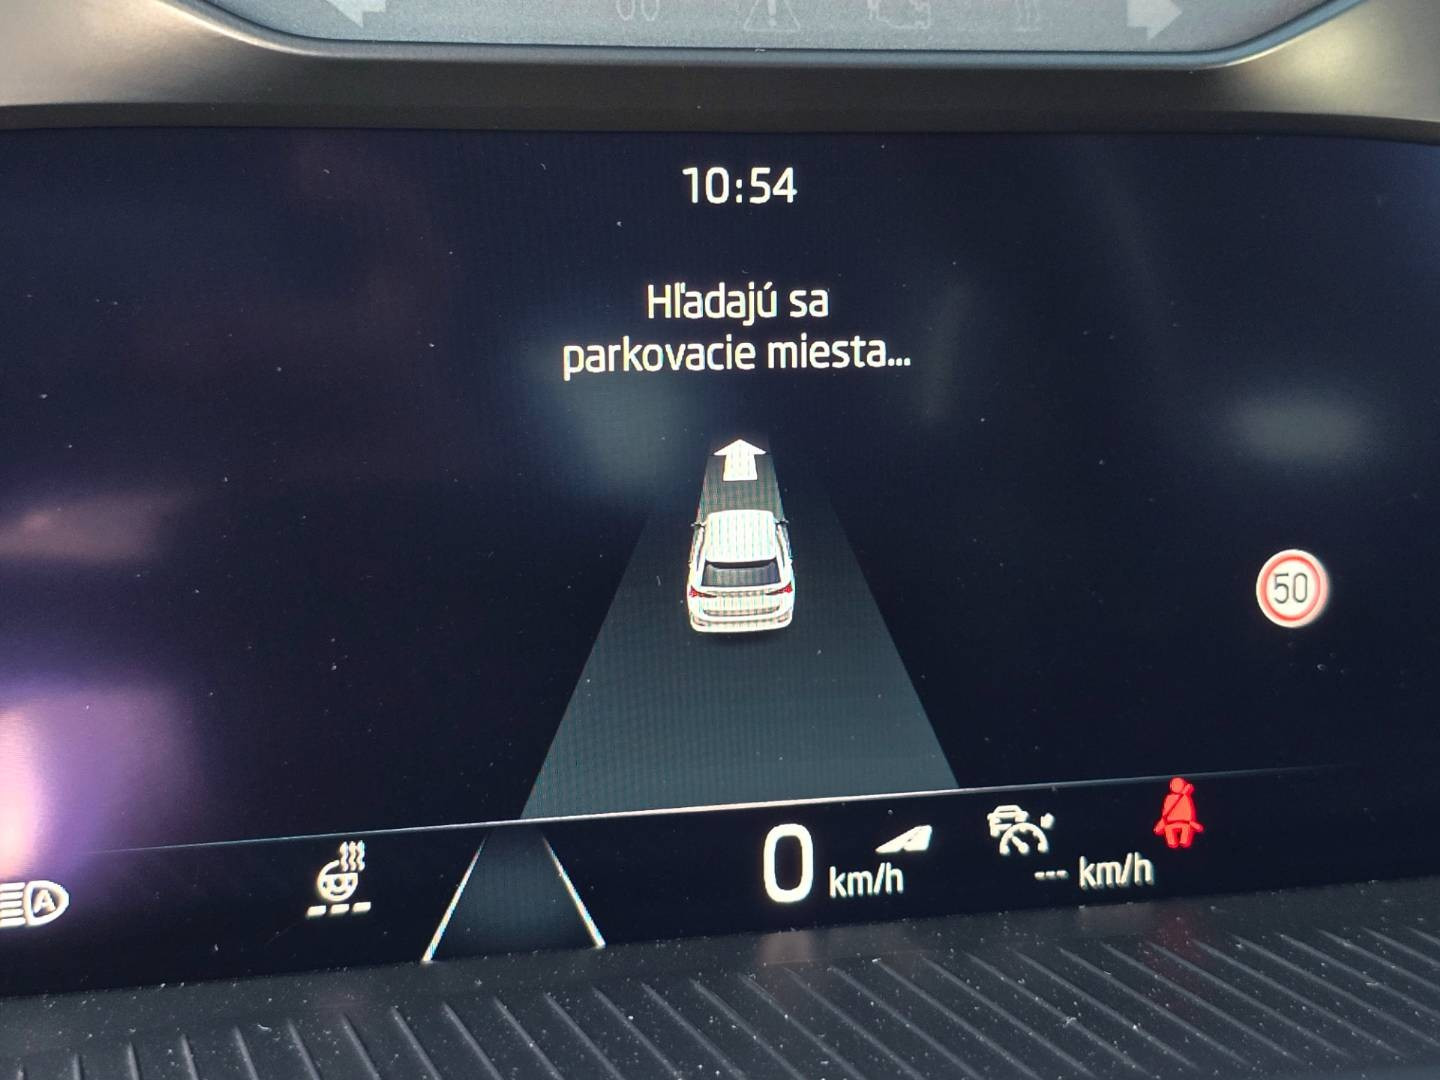 10:54
Hľadajú sa
parkovacie miesta...
50
A
0 km/h
--- km/h